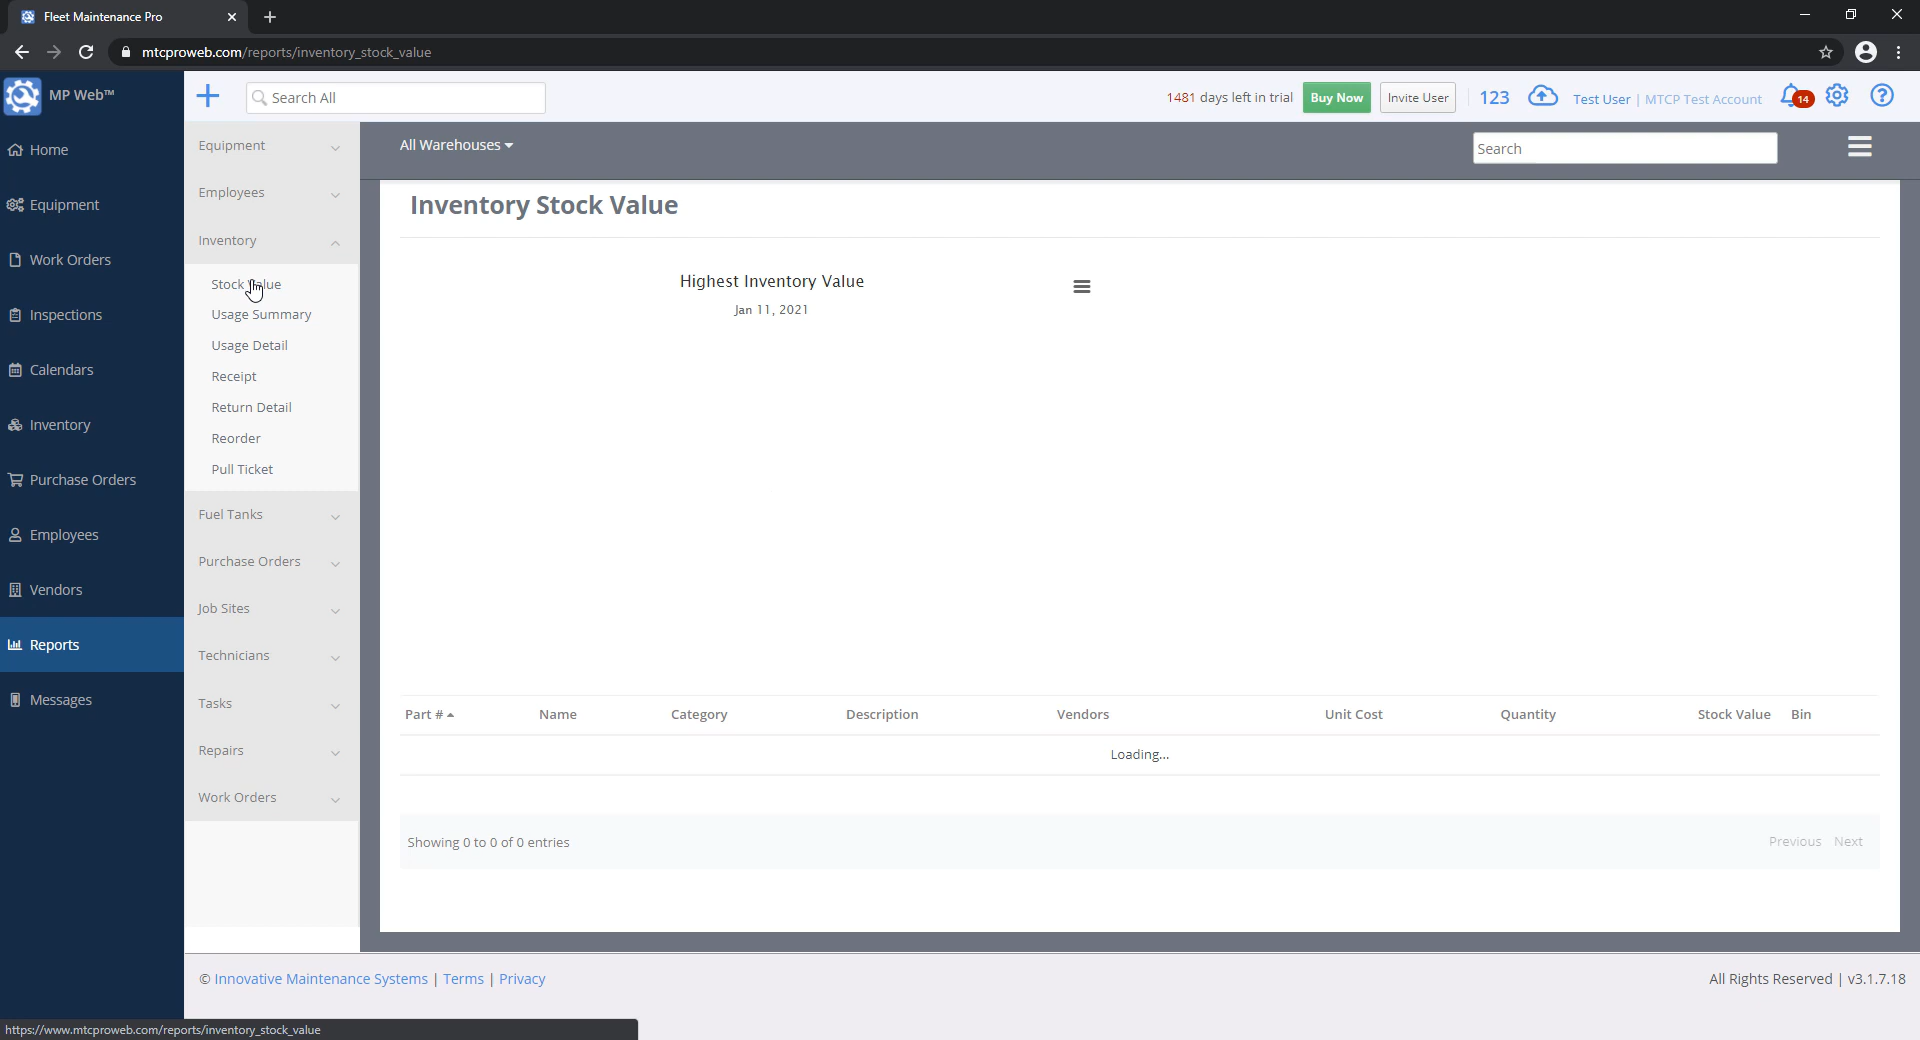 Fleet Maintenance Pro
mtcproweb.com/reports/inventory_stock_value
MP Web™
Search All
1481 days left in trial
Buy Now
Invite User
123
Test User | MTCP Test Account
14
Home
Equipment
Work Orders
Inspections
Calendars
Inventory
Purchase Orders
Employees
Vendors
Reports
Messages
Equipment
Employees
Inventory
Stock Value
Usage Summary
Usage Detail
Receipt
Return Detail
Reorder
Pull Ticket
Fuel Tanks
Purchase Orders
Job Sites
Technicians
Tasks
Repairs
Work Orders
All Warehouses
Search
Inventory Stock Value
Highest Inventory Value
Jan 11, 2021
Part # Name Category Description Vendors Unit Cost Quantity Stock Value Bin
Loading...
Showing 0 to 0 of 0 entries
Previous Next
© Innovative Maintenance Systems | Terms | Privacy
All Rights Reserved | v3.1.7.18
https://www.mtcproweb.com/reports/inventory_stock_value